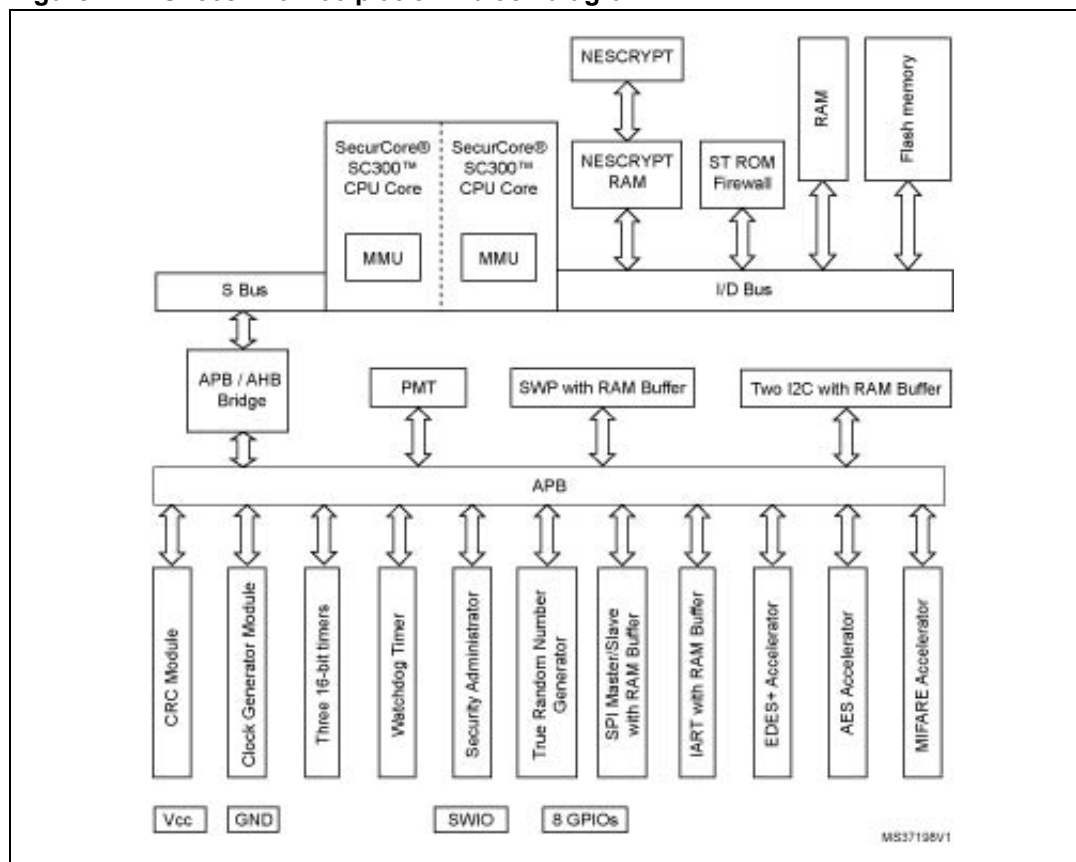 NESCRYPT
RAM
Flash memory
SecurCore®
SC300™
CPU Core
SecurCore®
SC300™
CPU Core
NESCRYPT
RAM
ST ROM
Firewall
MMU
MMU
S Bus
I/D Bus
APB / AHB
Bridge
PMT
SWP with RAM Buffer
Two I2C with RAM Buffer
APB
CRC Module
Clock Generator Module
Three 16-bit timers
Watchdog Timer
Security Administrator
True Random Number
Generator
SPI Master/Slave
with RAM Buffer
IART with RAM Buffer
EDES+ Accelerator
AES Accelerator
MIFARE Accelerator
Vcc
GND
SWIO
8 GPIOs
MS37198V1